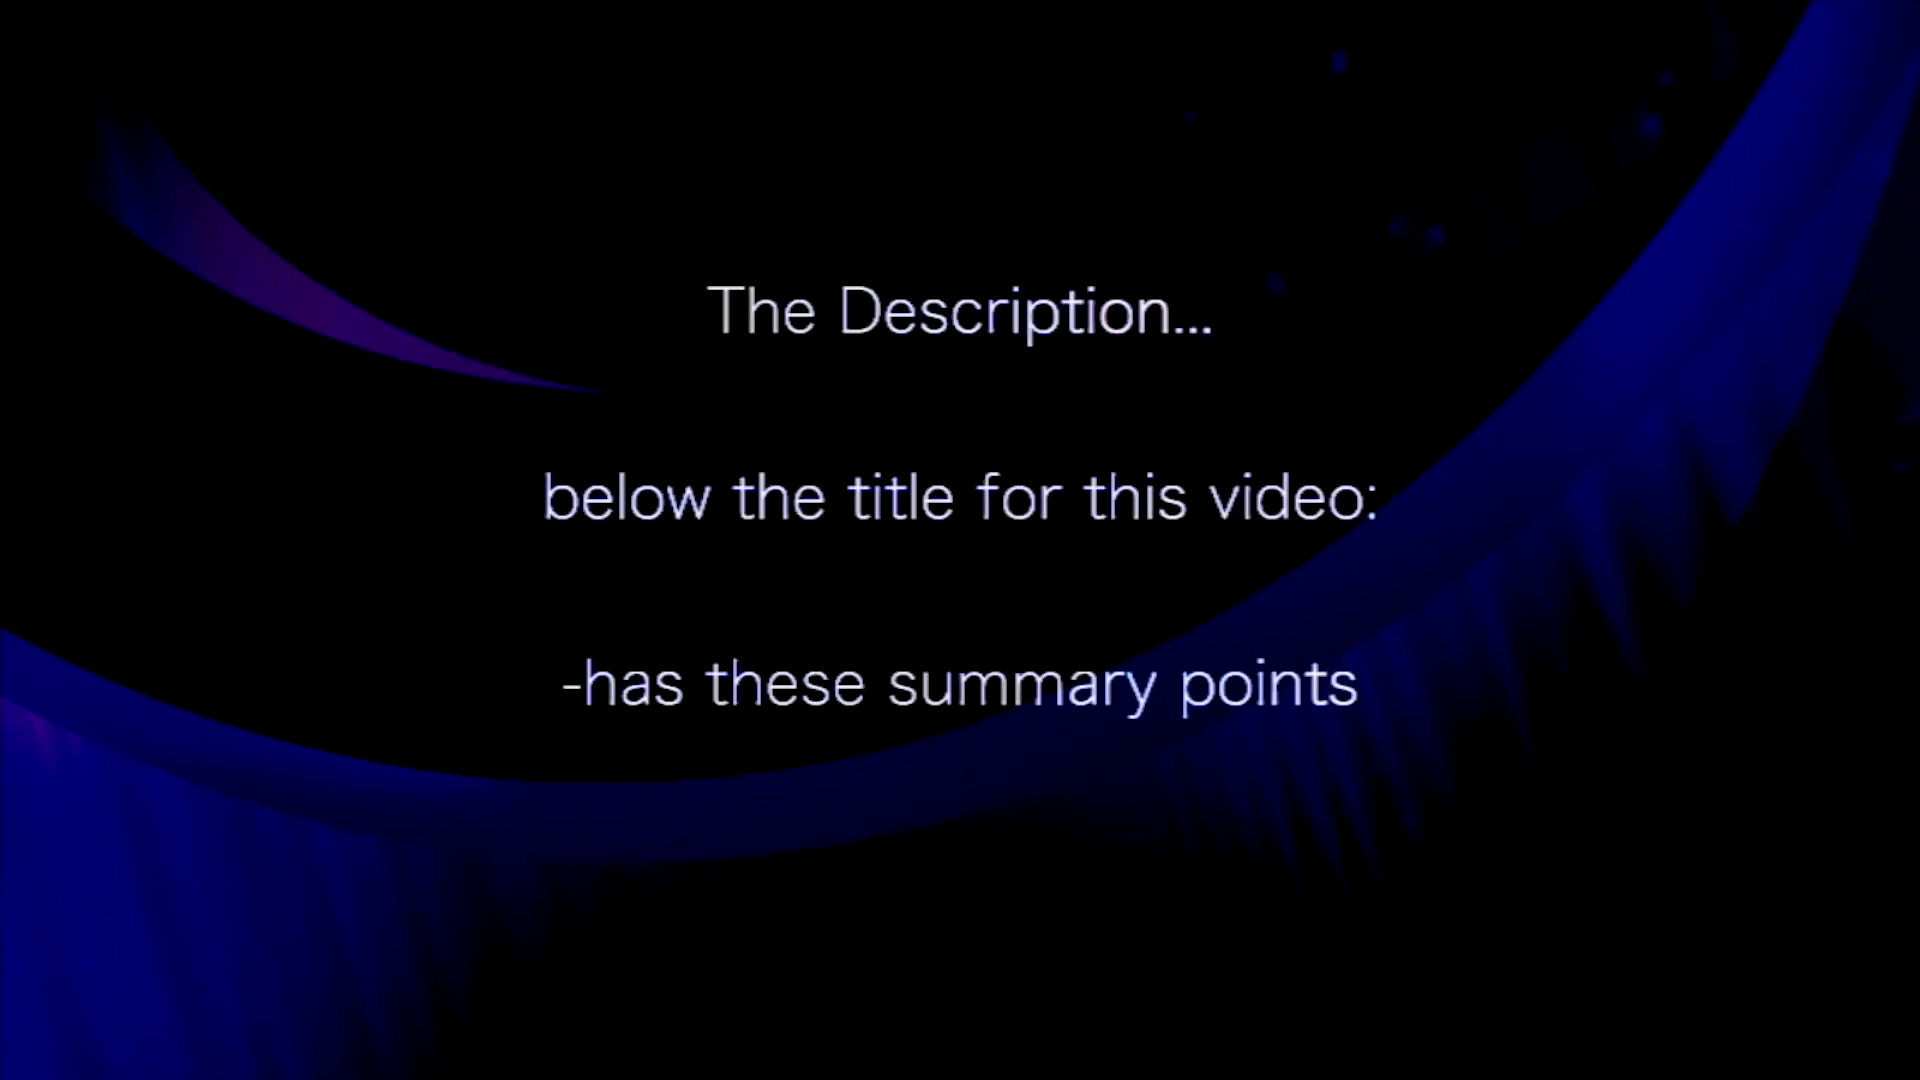 The Description...
below the title for this video:
-has these summary points